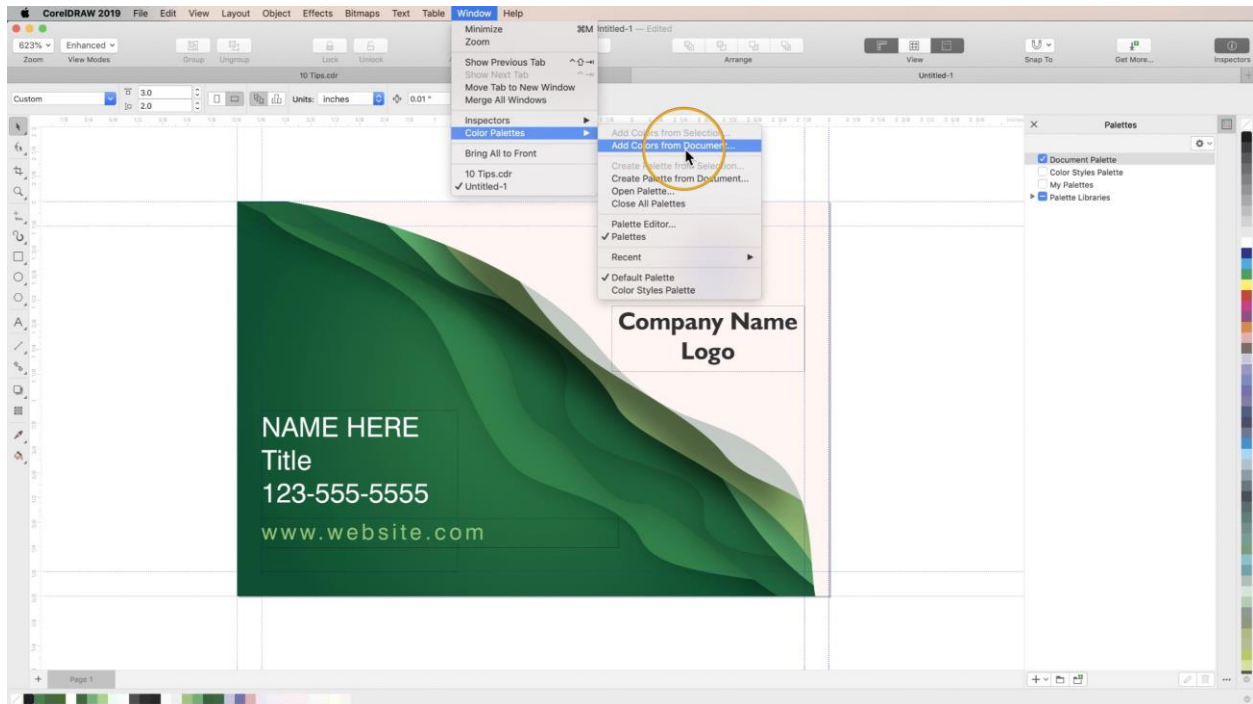 CorelDRAW 2019 File Edit View Layout Object Effects Bitmaps Text Table Window Help
Untitled-1 — Edited
623% Enhanced
Zoom View Modes Group Ungroup Lock Unlock Arrange View Snap To Get More... Inspectors
10 Tips.cdr Untitled-1
Custom 3.0 2.0 Units: inches 0.01 "
Minimize ⌘M
Zoom
Show Previous Tab
Show Next Tab
Move Tab to New Window
Merge All Windows
Inspectors
Color Palettes
Bring All to Front
10 Tips.cdr
✓ Untitled-1
Add Colors from Selection...
Add Colors from Document...
Create Palette from Selection...
Create Palette from Document...
Open Palette...
Close All Palettes
Palette Editor...
✓ Palettes
Recent
✓ Default Palette
Color Styles Palette
Palettes
Document Palette
Color Styles Palette
My Palettes
Palette Libraries
Company Name
Logo
NAME HERE
Title
123-555-5555
www.website.com
Page 1